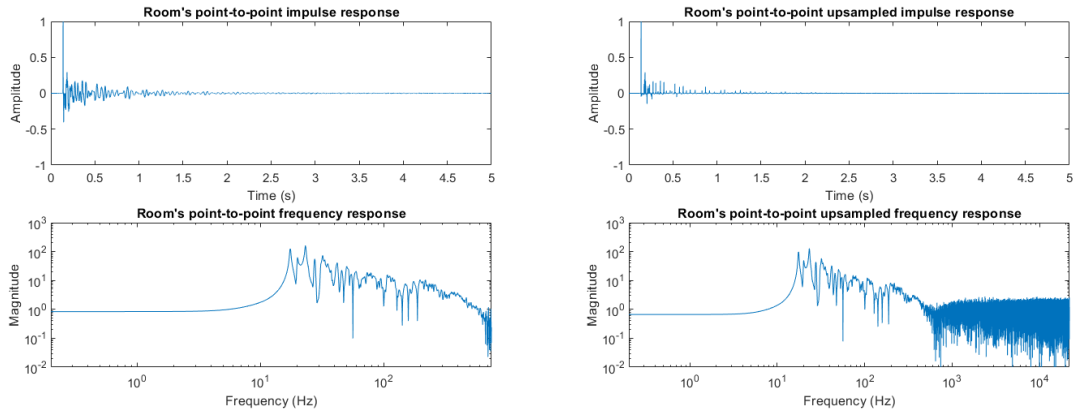 Room's point-to-point impulse response
1
0.5
0
-0.5
-1
Amplitude
0 0.5 1 1.5 2 2.5 3 3.5 4 4.5 5
Time (s)
Room's point-to-point upsampled impulse response
1
0.5
0
-0.5
-1
Amplitude
0 0.5 1 1.5 2 2.5 3 3.5 4 4.5 5
Time (s)
Room's point-to-point frequency response
10³
10²
10¹
10⁰
10⁻¹
10⁻²
Magnitude
10⁰ 10¹ 10²
Frequency (Hz)
Room's point-to-point upsampled frequency response
10³
10²
10¹
10⁰
10⁻¹
10⁻²
Magnitude
10⁰ 10¹ 10² 10³ 10⁴
Frequency (Hz)